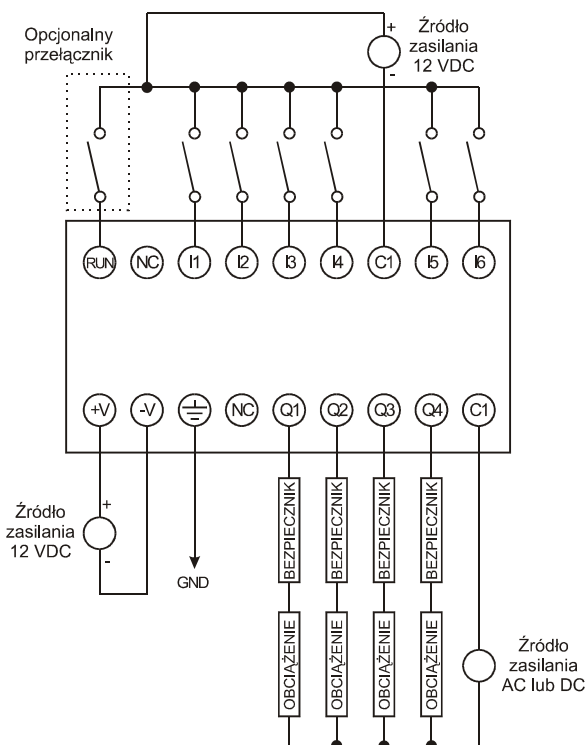 Opcjonalny
przełącznik
+
-
Źródło
zasilania
12 VDC
RUN NC I1 I2 I3 I4 C1 I5 I6
+V -V NC Q1 Q2 Q3 Q4 C1
Źródło
zasilania
12 VDC
+
-
GND
BEZPIECZNIK BEZPIECZNIK BEZPIECZNIK BEZPIECZNIK
OBCIĄŻENIE OBCIĄŻENIE OBCIĄŻENIE OBCIĄŻENIE
Źródło
zasilania
AC lub DC